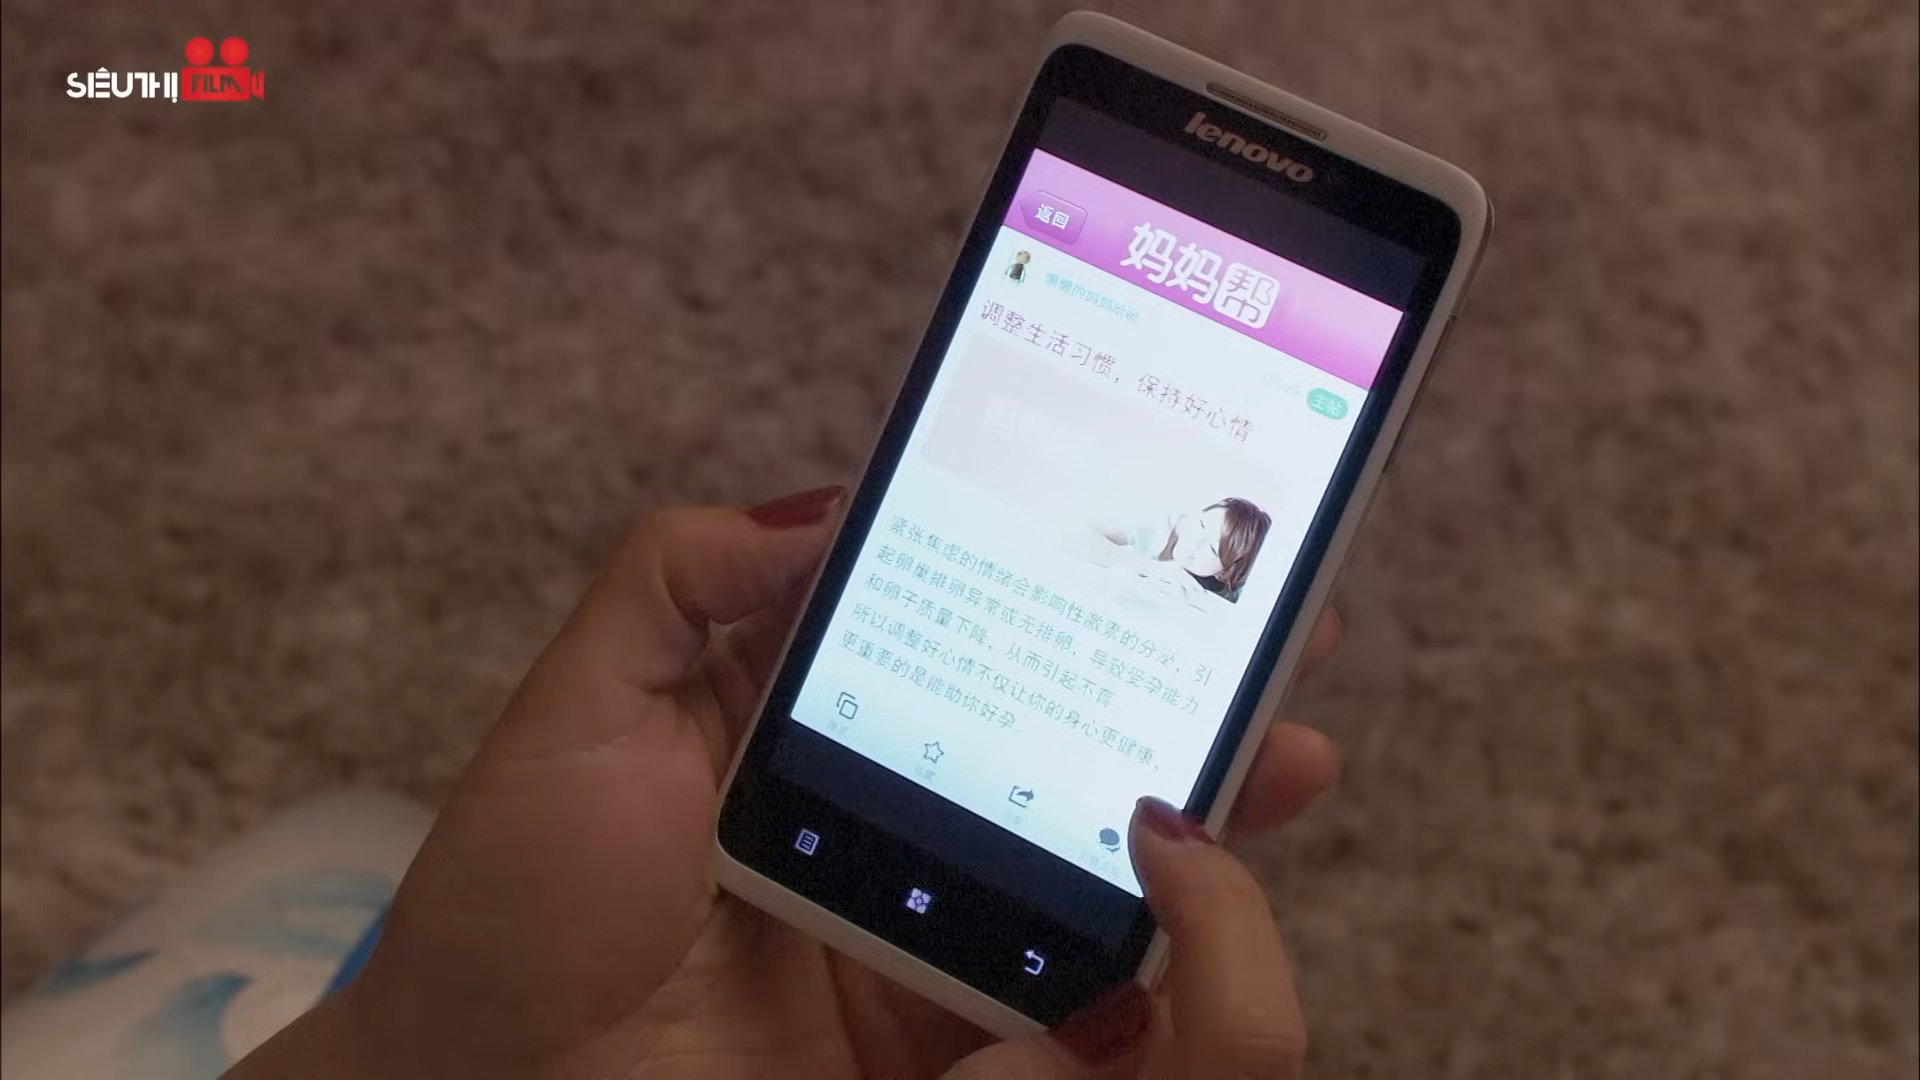 SIÊUTHỊ FILM
lenovo
返回
妈妈帮
调整生活习惯，保持好心情
主帖
紧张焦虑的情绪会影响性激素的分泌，引
起卵巢排卵异常或无排卵，导致受孕能力
和卵子质量下降，从而引起不育。
所以调整好心情不仅让你的身心更健康，
更重要的是能助你好孕。